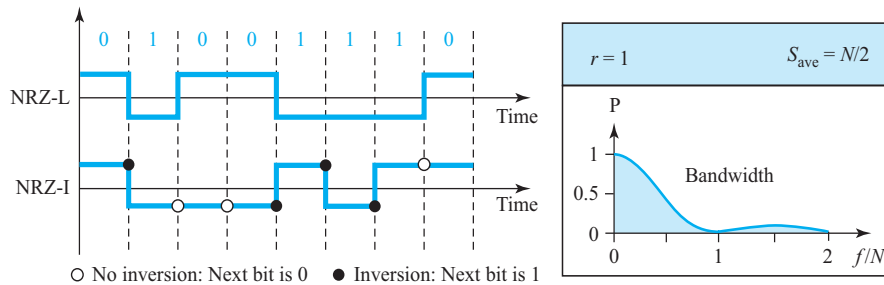 0 1 0 0 1 1 1 0
NRZ-L
Time
NRZ-I
Time
No inversion: Next bit is 0 Inversion: Next bit is 1
r = 1 S_ave = N/2
P
1
Bandwidth
0.5
0
0 1 2 f/N